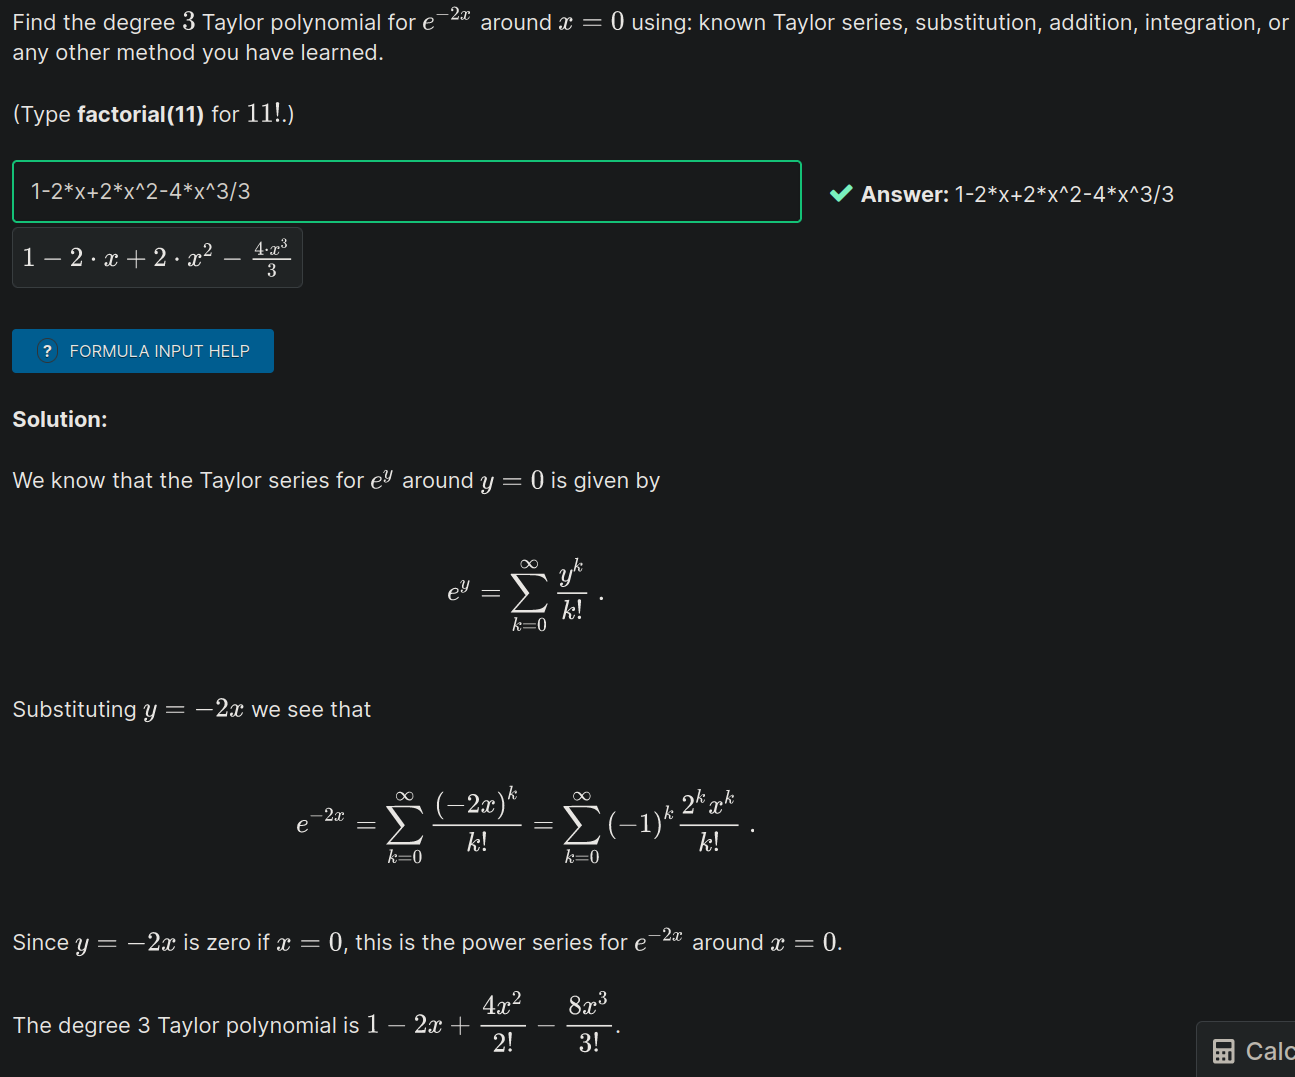 Find the degree 3 Taylor polynomial for $e^{-2x}$ around $x = 0$ using: known Taylor series, substitution, addition, integration, or
any other method you have learned.
(Type factorial(11) for 11!.)
1-2*x+2*x^2-4*x^3/3
Answer: 1-2*x+2*x^2-4*x^3/3
$1 - 2 \cdot x + 2 \cdot x^2 - \frac{4 \cdot x^3}{3}$
? FORMULA INPUT HELP
Solution:
We know that the Taylor series for $e^y$ around $y = 0$ is given by
$e^y = \sum_{k=0}^{\infty} \frac{y^k}{k!}.$
Substituting $y = -2x$ we see that
$e^{-2x} = \sum_{k=0}^{\infty} \frac{(-2x)^k}{k!} = \sum_{k=0}^{\infty} (-1)^k \frac{2^k x^k}{k!}.$
Since $y = -2x$ is zero if $x = 0$, this is the power series for $e^{-2x}$ around $x = 0$.
The degree 3 Taylor polynomial is $1 - 2x + \frac{4x^2}{2!} - \frac{8x^3}{3!}$.
Calc